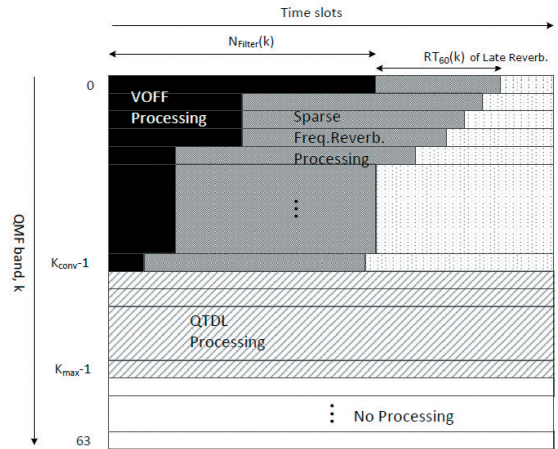 Time slots
N_Filter(k)
RT_60(k) of Late Reverb.
0
VOFF
Processing
Sparse
Freq.Reverb.
Processing
⋮
QMF band, k
K_conv-1
QTDL
Processing
K_max-1
⋮ No Processing
63